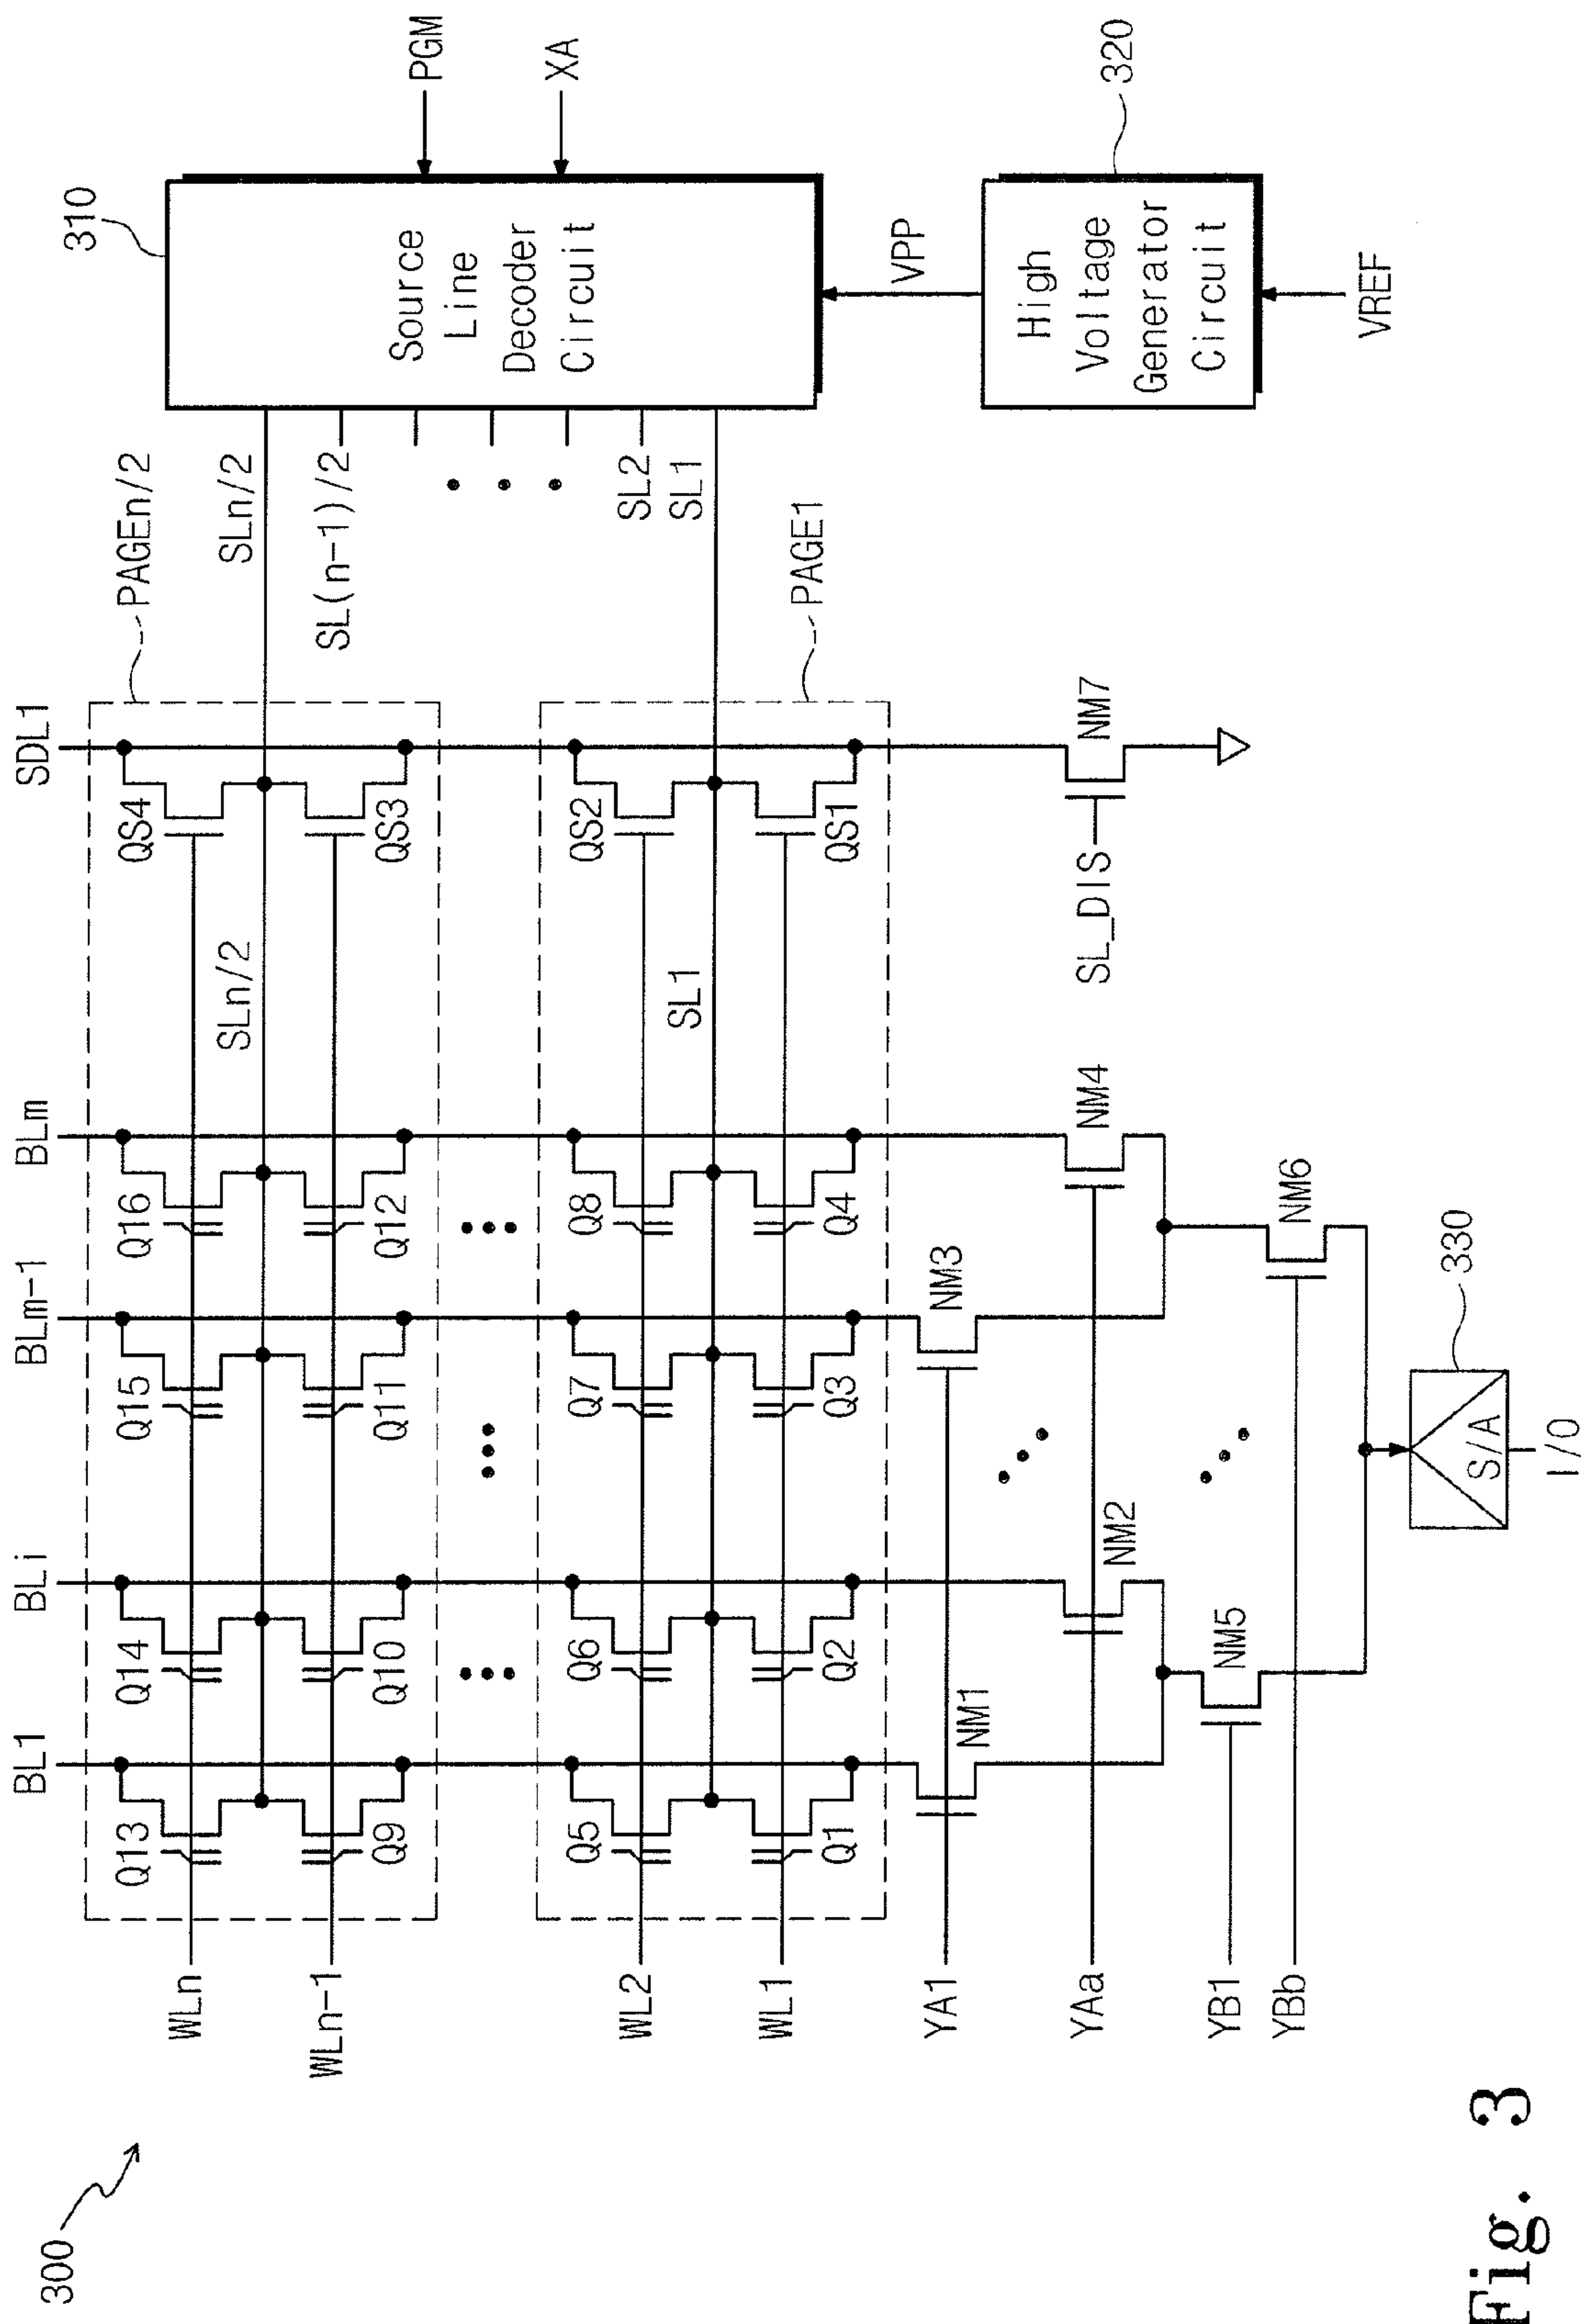 300
BL1
BLi
BLm-1
BLm
SDL1
PAGEn/2
310
WLn
Q13
Q14
Q15
Q16
QS4
SLn/2
SLn/2
WLn-1
Q9
Q10
Q11
Q12
QS3
SL(n-1)/2
Source
Line
Decoder
Circuit
PGM
XA
WL2
Q5
Q6
Q7
Q8
QS2
SL2
SL1
SL1
WL1
Q1
Q2
Q3
Q4
QS1
PAGE1
VPP
YA1
NM1
NM3
YAa
NM2
NM4
SL_DIS
NM7
High
Voltage
Generator
Circuit
320
VREF
YB1
NM5
YBb
NM6
330
S/A
I/O
Fig. 3